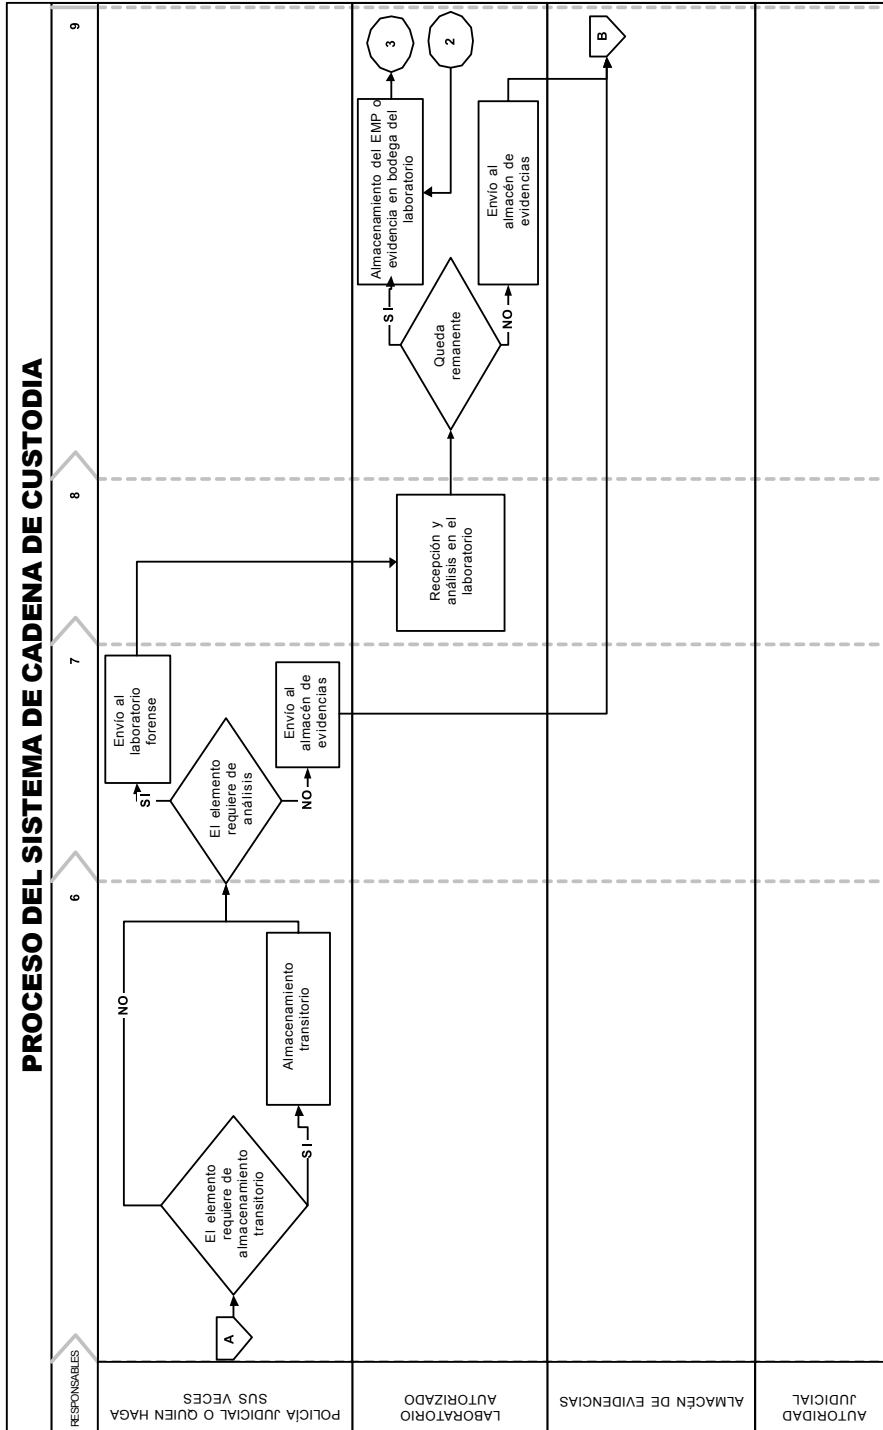 PROCESO DEL SISTEMA DE CADENA DE CUSTODIA
RESPONSABLES
6
7
8
9
POLICÍA JUDICIAL O QUIEN HAGA
SUS VECES
A
El elemento
requiere de
almacenamiento
transitorio
NO
SI
Almacenamiento
transitorio
El elemento
requiere de
análisis
SI
NO
Envío al
laboratorio
forense
Envío al
almacén de
evidencias
LABORATORIO
AUTORIZADO
Recepción y
análisis en el
laboratorio
Queda
remanente
SI
NO
Almacenamiento del EMP o
evidencia en bodega del
laboratorio
Envío al
almacén de
evidencias
3
2
ALMACÉN DE EVIDENCIAS
B
AUTORIDAD
JUDICIAL